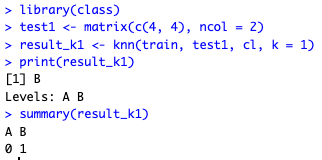 > library(class)
> test1 <- matrix(c(4, 4), ncol = 2)
> result_k1 <- knn(train, test1, cl, k = 1)
> print(result_k1)
[1] B
Levels: A B
> summary(result_k1)
A B
0 1